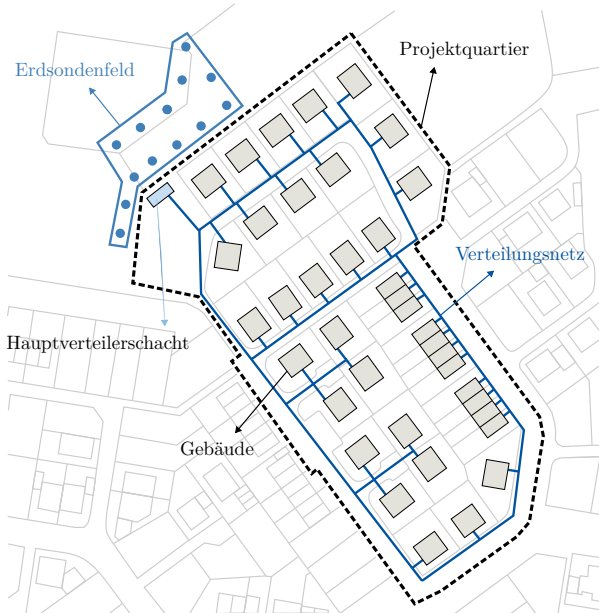 Projektquartier
Erdsondenfeld
Verteilungsnetz
Hauptverteilerschacht
Gebäude